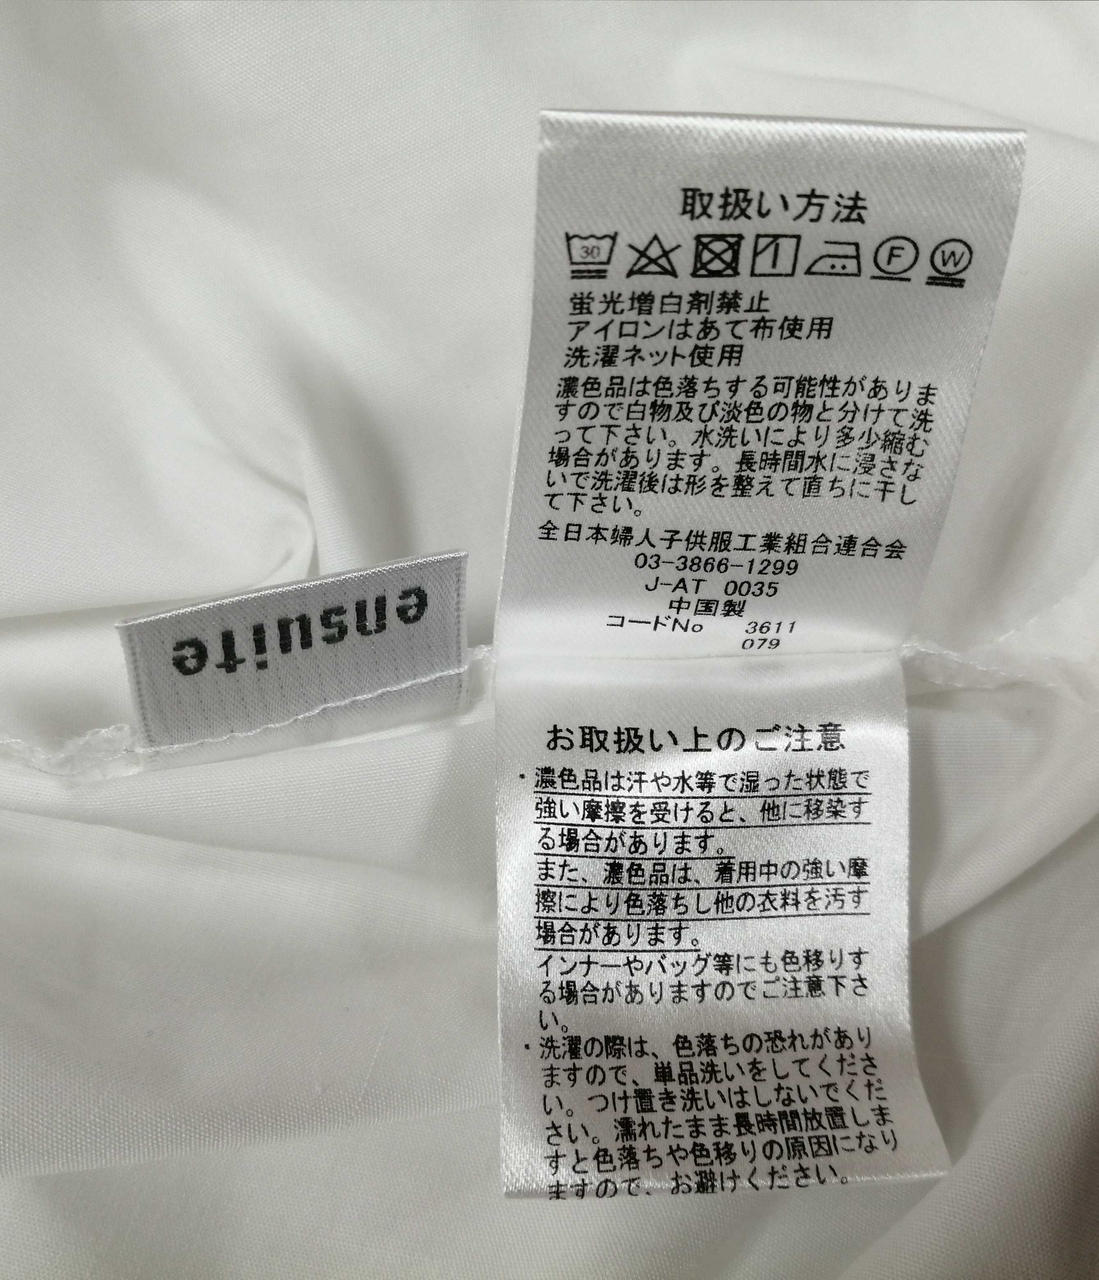 取扱い方法
30
F
W
蛍光増白剤禁止
アイロンはあて布使用
洗濯ネット使用
濃色品は色落ちする可能性がありま
すので白物及び淡色の物と分けて洗
って下さい。水洗いにより多少縮む
場合があります。長時間水に浸さな
いで洗濯後は形を整えて直ちに干し
て下さい。
全日本婦人子供服工業組合連合会
03-3866-1299
J-AT 0035
中国製
コードNo 3611
079
ensuite
お取扱い上のご注意
・濃色品は汗や水等で湿った状態で
強い摩擦を受けると、他に移染す
る場合があります。
また、濃色品は、着用中の強い摩
擦により色落ちし他の衣料を汚す
場合があります。
インナーやバッグ等にも色移りす
る場合がありますのでご注意下さ
い。
・洗濯の際は、色落ちの恐れがあり
ますので、単品洗いをしてくださ
い。つけ置き洗いはしないでくだ
さい。濡れたまま長時間放置しま
すと色落ちや色移りの原因になり
ますので、お避けください。